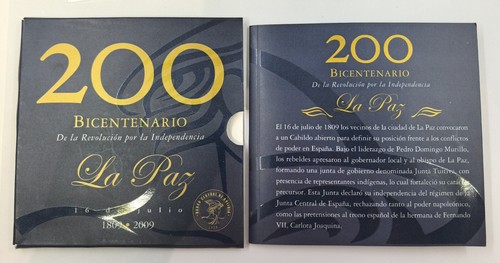 200
BICENTENARIO
De la Revolución por la Independencia
La Paz
16 de julio
1809 • 2009
200
BICENTENARIO
De la Revolución por la Independencia
La Paz
El 16 de julio de 1809 los vecinos de la ciudad de La Paz convocaron
a un Cabildo abierto para definir su posición frente a los conflictos
de poder en España. Bajo el liderazgo de Pedro Domingo Murillo,
los rebeldes apresaron al gobernador local y al obispo de La Paz,
formando una junta de gobierno denominada Junta Tuitiva, con
presencia de representantes indígenas, lo cual fortaleció su carácter
precursor. Esta Junta declaró su independencia del régimen de la
Junta Central de España, rechazando tanto al poder napoleónico
como las pretensiones al trono español de la hermana de Fernando
VII, Carlota Joaquina.